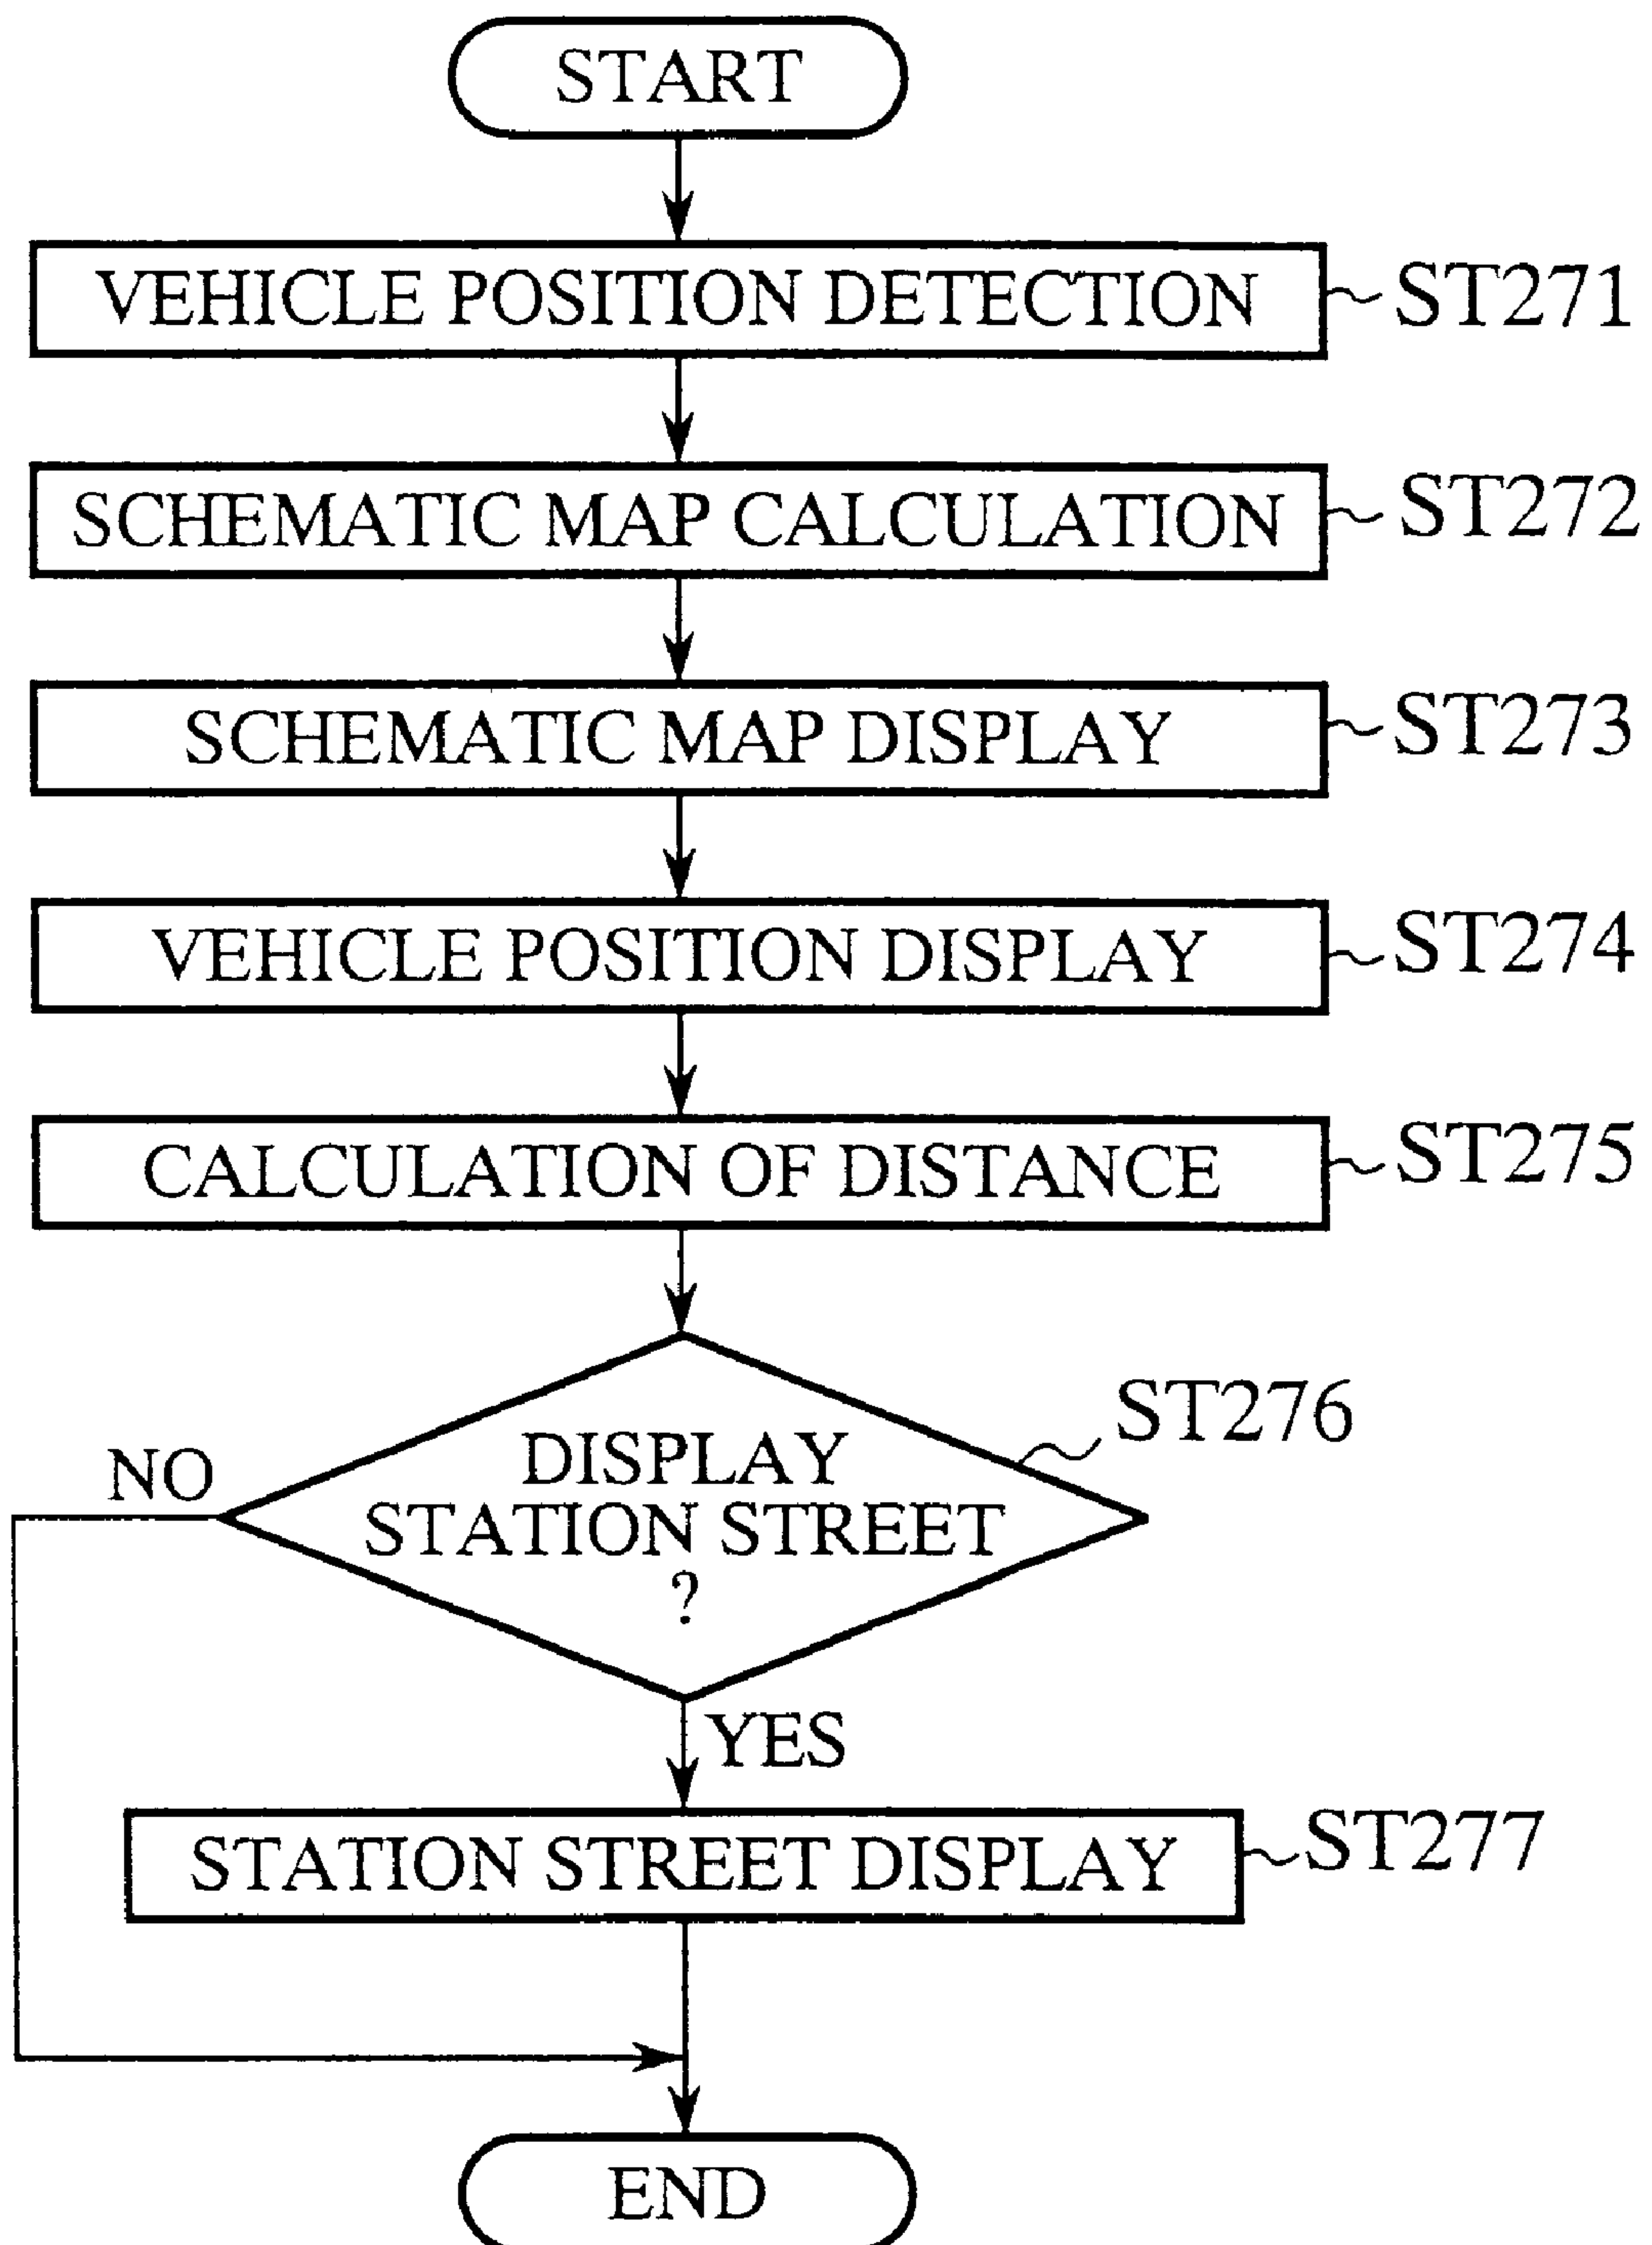 START
VEHICLE POSITION DETECTION
ST271
SCHEMATIC MAP CALCULATION
ST272
SCHEMATIC MAP DISPLAY
ST273
VEHICLE POSITION DISPLAY
ST274
CALCULATION OF DISTANCE
ST275
ST276
DISPLAY
STATION STREET
?
NO
YES
STATION STREET DISPLAY
ST277
END